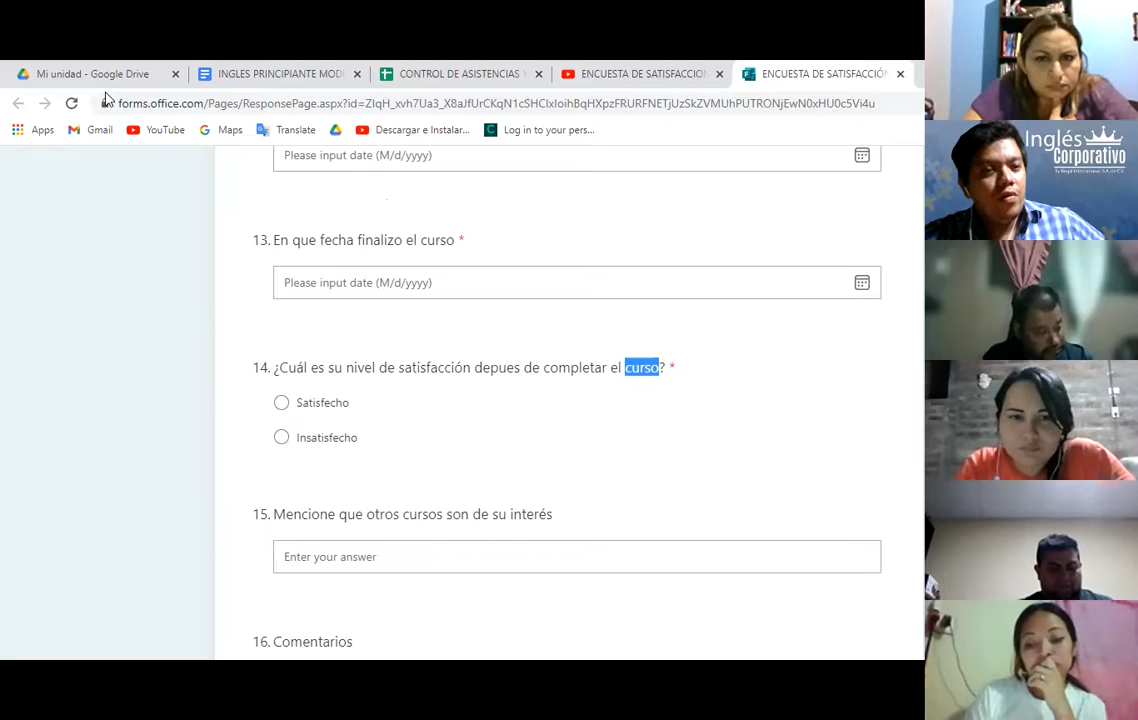 Mi unidad - Google Drive
INGLES PRINCIPIANTE MODU
CONTROL DE ASISTENCIAS Y
ENCUESTA DE SATISFACCION
ENCUESTA DE SATISFACCIÓN
Apps
Gmail
YouTube
Maps
Translate
Descargar e Instalar...
Log in to your pers...
Please input date (M/d/yyyy)
13. En que fecha finalizo el curso *
Please input date (M/d/yyyy)
14. ¿Cuál es su nivel de satisfacción depues de completar el curso? *
Satisfecho
Insatisfecho
15. Mencione que otros cursos son de su interés
Enter your answer
16. Comentarios
Inglés
Corporativo